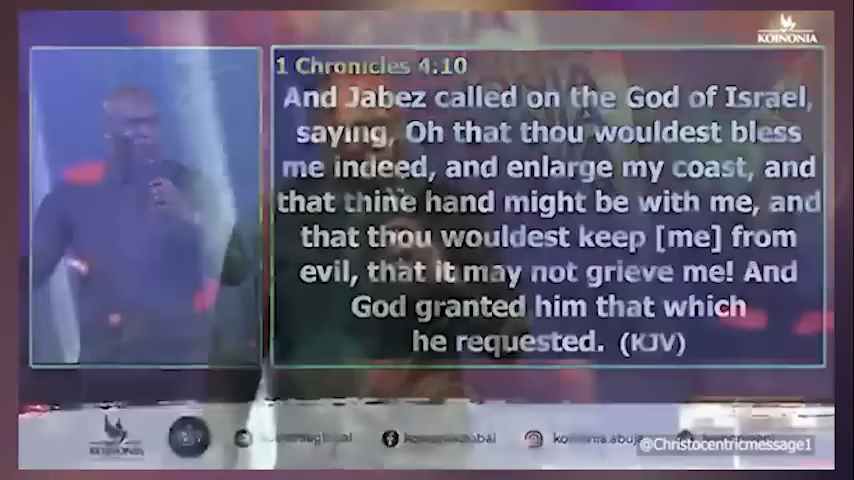 KOINONIA
1 Chronicles 4:10
And Jabez called on the God of Israel,
saying, Oh that thou wouldest bless
me indeed, and enlarge my coast, and
that thine hand might be with me, and
that thou wouldest keep [me] from
evil, that it may not grieve me! And
God granted him that which
he requested. (KJV)
@Christocentricmessage1